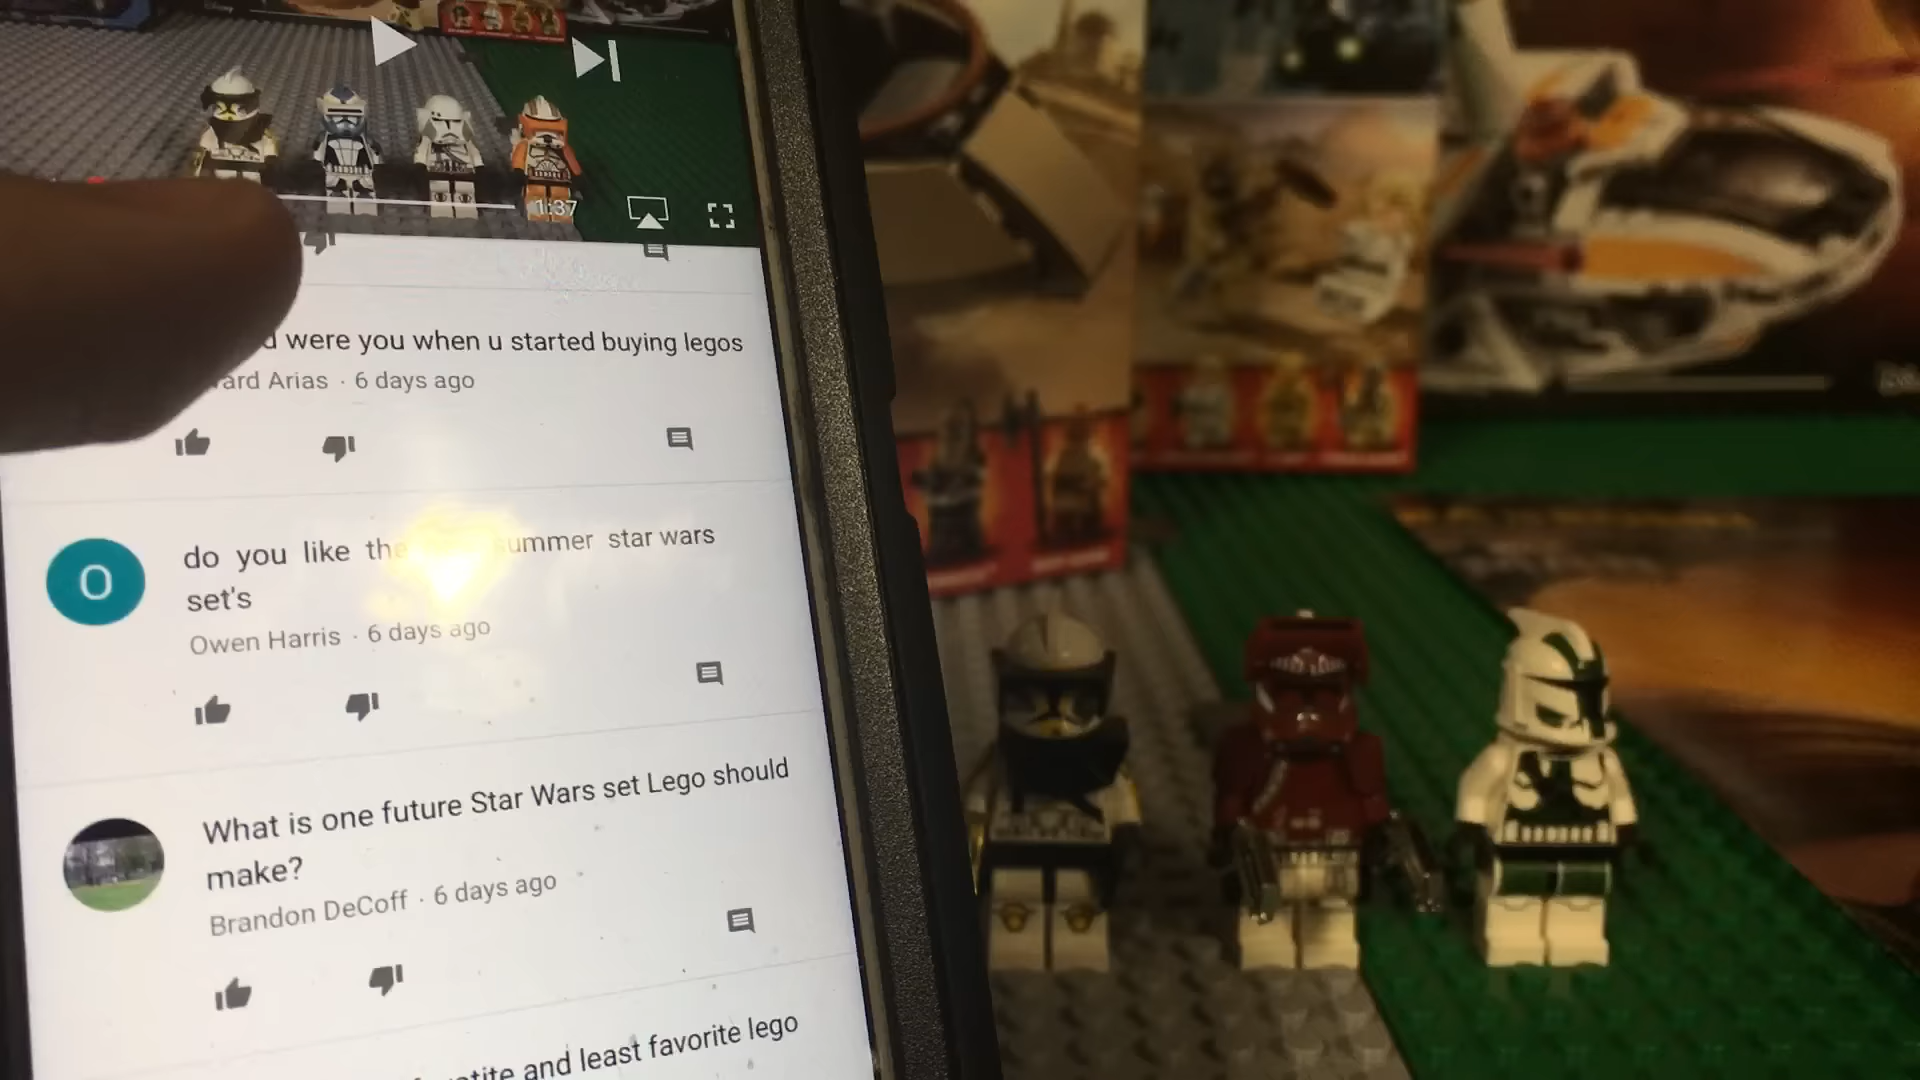 1:37
were you when u started buying legos
ard Arias · 6 days ago
O
do you like the summer star wars
set's
Owen Harris · 6 days ago
What is one future Star Wars set Lego should
make?
Brandon DeCoff · 6 days ago
and least favorite lego